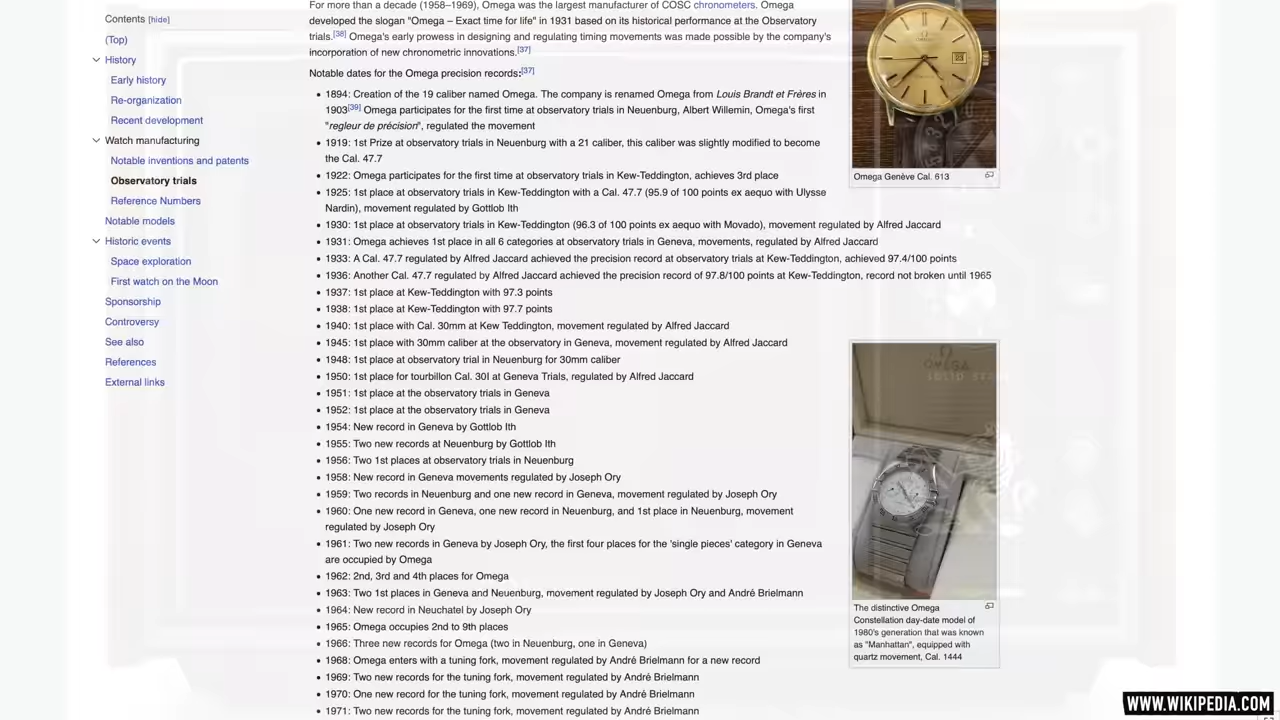 Contents [hide]
(Top)
History
Early history
Re-organization
Recent development
Watch manufacturing
Notable inventions and patents
Observatory trials
Reference Numbers
Notable models
Historic events
Space exploration
First watch on the Moon
Sponsorship
Controversy
See also
References
External links
For more than a decade (1958–1969), Omega was the largest manufacturer of COSC chronometers. Omega
developed the slogan "Omega – Exact time for life" in 1931 based on its historical performance at the Observatory
trials.[38] Omega's early prowess in designing and regulating timing movements was made possible by the company's
incorporation of new chronometric innovations.[37]
Notable dates for the Omega precision records:[37]
• 1894: Creation of the 19 caliber named Omega. The company is renamed Omega from Louis Brandt et Fréres in
1903[39] Omega participates for the first time at observatory trials in Neuenburg, Albert Willemin, Omega's first
"regleur de précision", regulated the movement
• 1919: 1st Prize at observatory trials in Neuenburg with a 21 caliber, this caliber was slightly modified to become
the Cal. 47.7
• 1922: Omega participates for the first time at observatory trials in Kew-Teddington, achieves 3rd place
• 1925: 1st place at observatory trials in Kew-Teddington with a Cal. 47.7 (95.9 of 100 points ex aequo with Ulysse
Nardin), movement regulated by Gottlob Ith
• 1930: 1st place at observatory trials in Kew-Teddington (96.3 of 100 points ex aequo with Movado), movement regulated by Alfred Jaccard
• 1931: Omega achieves 1st place in all 6 categories at observatory trials in Geneva, movements, regulated by Alfred Jaccard
• 1933: A Cal. 47.7 regulated by Alfred Jaccard achieved the precision record at observatory trials at Kew-Teddington, achieved 97.4/100 points
• 1936: Another Cal. 47.7 regulated by Alfred Jaccard achieved the precision record of 97.8/100 points at Kew-Teddington, record not broken until 1965
• 1937: 1st place at Kew-Teddington with 97.3 points
• 1938: 1st place at Kew-Teddington with 97.7 points
• 1940: 1st place with Cal. 30mm at Kew Teddington, movement regulated by Alfred Jaccard
• 1945: 1st place with 30mm caliber at the observatory in Geneva, movement regulated by Alfred Jaccard
• 1948: 1st place at observatory trial in Neuenburg for 30mm caliber
• 1950: 1st place for tourbillon Cal. 30I at Geneva Trials, regulated by Alfred Jaccard
• 1951: 1st place at the observatory trials in Geneva
• 1952: 1st place at the observatory trials in Geneva
• 1954: New record in Geneva by Gottlob Ith
• 1955: Two new records at Neuenburg by Gottlob Ith
• 1956: Two 1st places at observatory trials in Neuenburg
• 1958: New record in Geneva movements regulated by Joseph Ory
• 1959: Two records in Neuenburg and one new record in Geneva, movement regulated by Joseph Ory
• 1960: One new record in Geneva, one new record in Neuenburg, and 1st place in Neuenburg, movement
regulated by Joseph Ory
• 1961: Two new records in Geneva by Joseph Ory, the first four places for the 'single pieces' category in Geneva
are occupied by Omega
• 1962: 2nd, 3rd and 4th places for Omega
• 1963: Two 1st places in Geneva and Neuenburg, movement regulated by Joseph Ory and André Brielmann
• 1964: New record in Neuchatel by Joseph Ory
• 1965: Omega occupies 2nd to 9th places
• 1966: Three new records for Omega (two in Neuenburg, one in Geneva)
• 1968: Omega enters with a tuning fork, movement regulated by André Brielmann for a new record
• 1969: Two new records for the tuning fork, movement regulated by André Brielmann
• 1970: One new record for the tuning fork, movement regulated by André Brielmann
• 1971: Two new records for the tuning fork, movement regulated by André Brielmann
OMEGA
23
Omega Genève Cal. 613
OMEGA
The distinctive Omega
Constellation day-date model of
1980's generation that was known
as "Manhattan", equipped with
quartz movement, Cal. 1444
WWW.WIKIPEDIA.COM